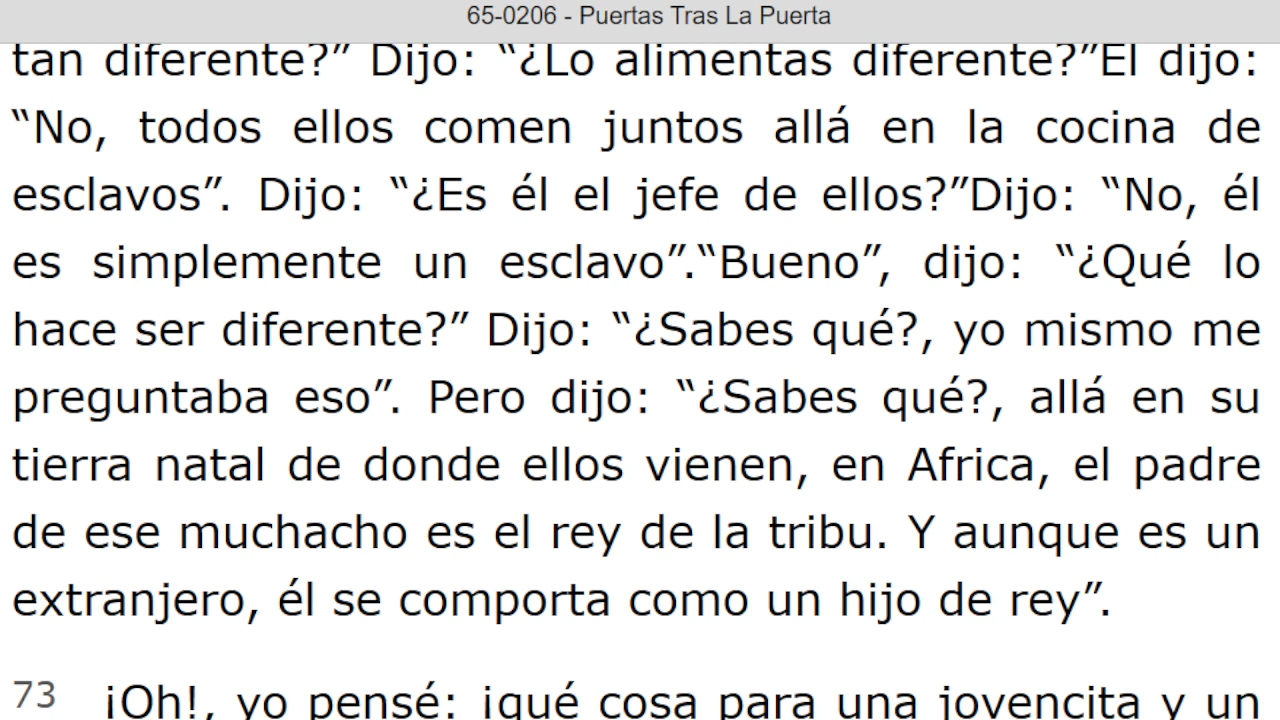 65-0206 - Puertas Tras La Puerta
tan diferente?” Dijo: “¿Lo alimentas diferente?”El dijo:
“No, todos ellos comen juntos allá en la cocina de
esclavos”. Dijo: “¿Es él el jefe de ellos?”Dijo: “No, él
es simplemente un esclavo”.“Bueno”, dijo: “¿Qué lo
hace ser diferente?” Dijo: “¿Sabes qué?, yo mismo me
preguntaba eso”. Pero dijo: “¿Sabes qué?, allá en su
tierra natal de donde ellos vienen, en Africa, el padre
de ese muchacho es el rey de la tribu. Y aunque es un
extranjero, él se comporta como un hijo de rey”.
73 ¡Oh!, yo pensé: ¡qué cosa para una jovencita y un